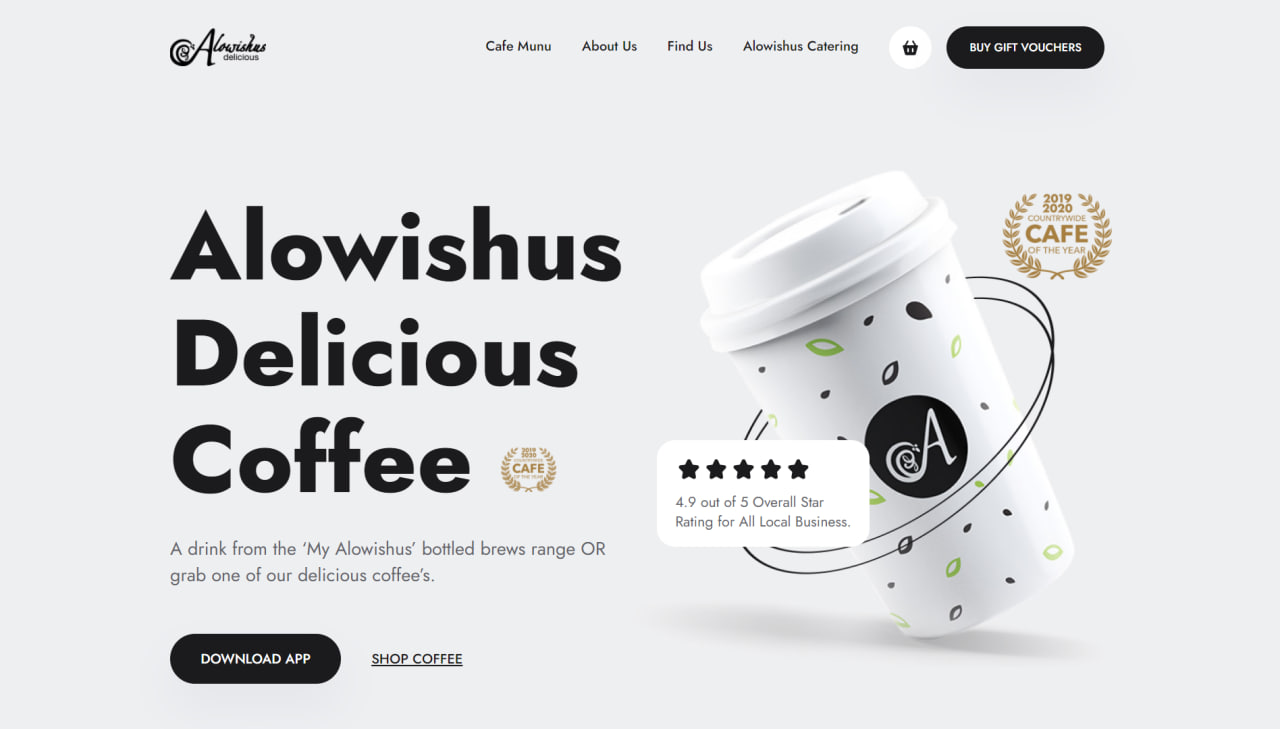 Alowishus
delicious
Cafe Munu
About Us
Find Us
Alowishus Catering
BUY GIFT VOUCHERS
Alowishus
Delicious
Coffee
2019
2020
COUNTRYWIDE
CAFE
OF THE YEAR
A drink from the ‘My Alowishus’ bottled brews range OR
grab one of our delicious coffee’s.
DOWNLOAD APP
SHOP COFFEE
2019
2020
COUNTRYWIDE
CAFE
OF THE YEAR
A
4.9 out of 5 Overall Star
Rating for All Local Business.